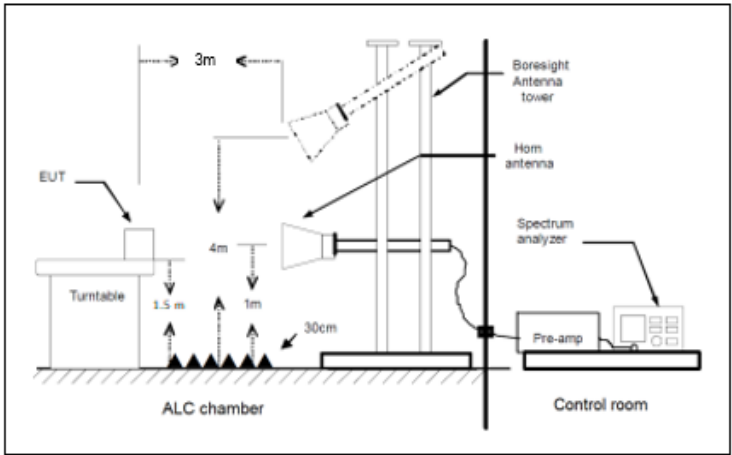 3m
Boresight
Antenna
tower
Horn
antenna
EUT
Spectrum
analyzer
4m
Turntable
1.5 m
1m
30cm
Pre-amp
ALC chamber
Control room